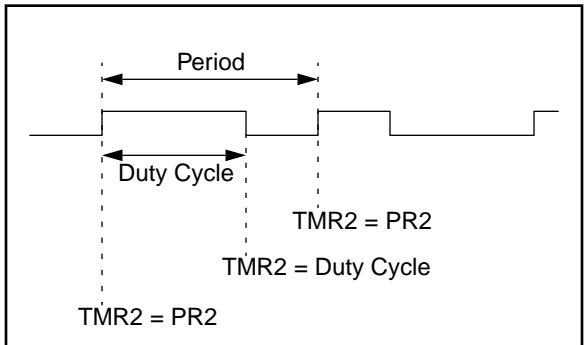 Period
Duty Cycle
TMR2 = PR2
TMR2 = Duty Cycle
TMR2 = PR2